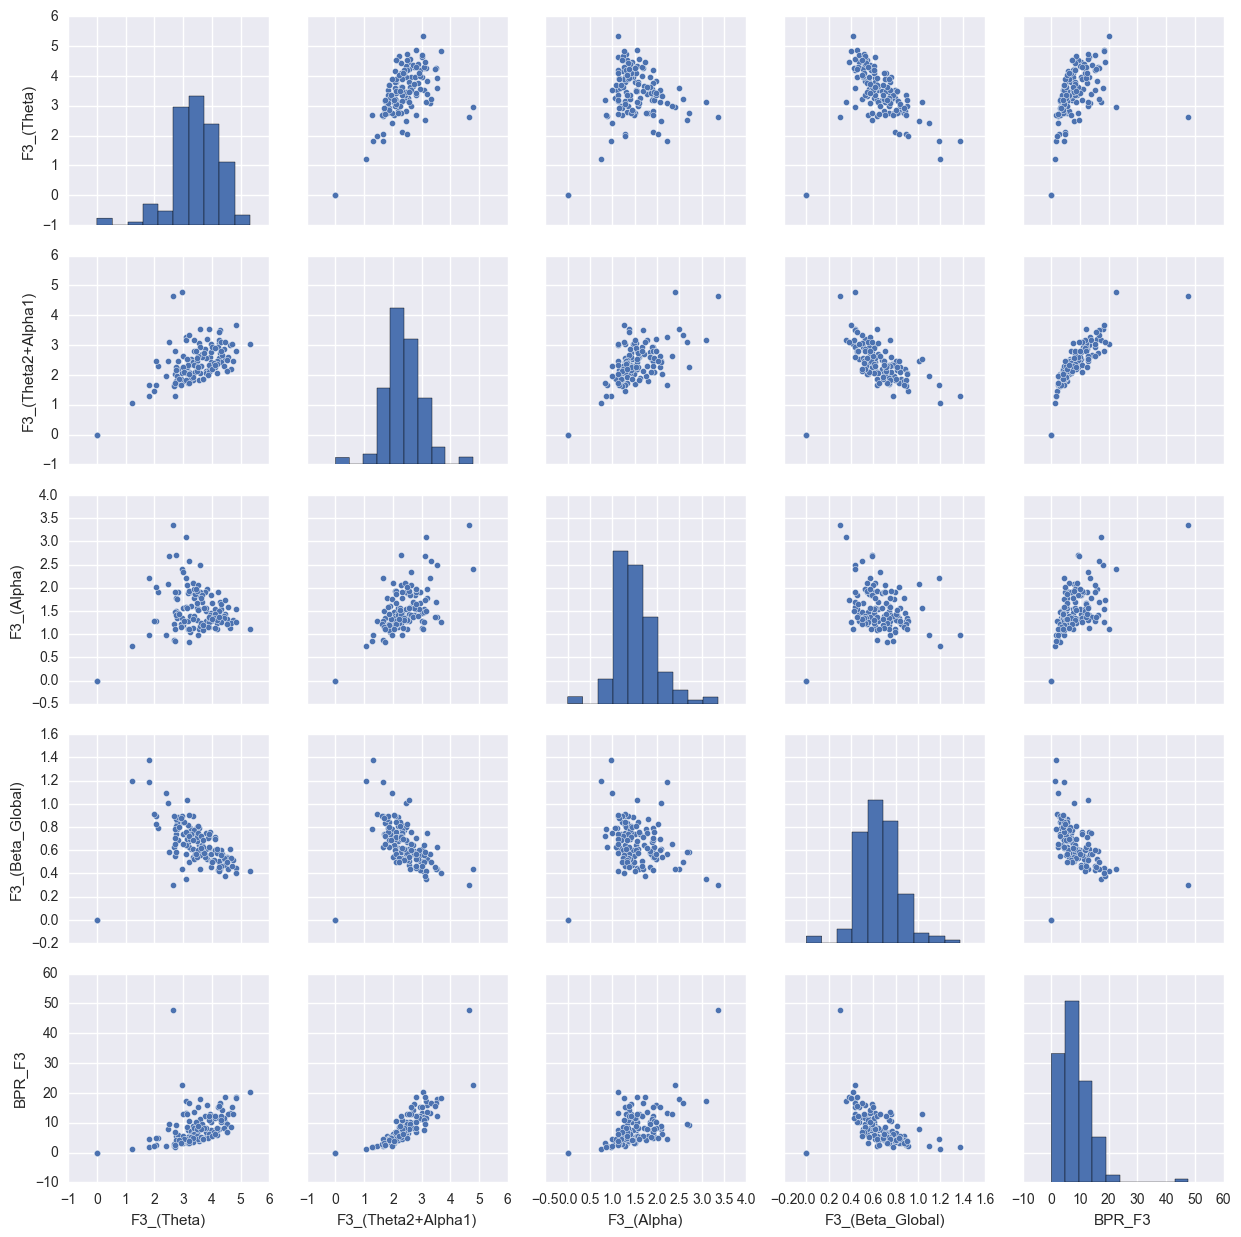 6
5
4
3
2
1
0
−1
F3_(Theta)
6
5
4
3
2
1
0
−1
F3_(Theta2+Alpha1)
4.0
3.5
3.0
2.5
2.0
1.5
1.0
0.5
0.0
−0.5
F3_(Alpha)
1.6
1.4
1.2
1.0
0.8
0.6
0.4
0.2
0.0
−0.2
F3_(Beta_Global)
60
50
40
30
20
10
0
−10
BPR_F3
−1 0 1 2 3 4 5 6
F3_(Theta)
−1 0 1 2 3 4 5 6
F3_(Theta2+Alpha1)
−0.5 0.0 0.5 1.0 1.5 2.0 2.5 3.0 3.5 4.0
F3_(Alpha)
−0.2 0.0 0.2 0.4 0.6 0.8 1.0 1.2 1.4 1.6
F3_(Beta_Global)
−10 0 10 20 30 40 50 60
BPR_F3